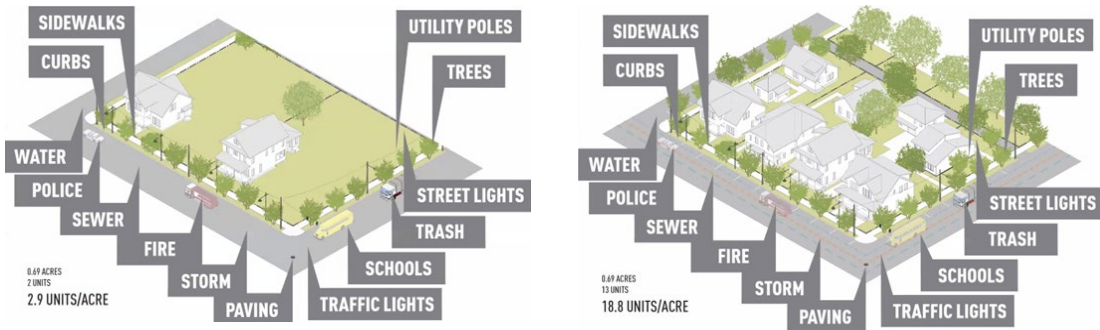 SIDEWALKS
UTILITY POLES
CURBS
TREES
WATER
POLICE
STREET LIGHTS
SEWER
TRASH
FIRE
SCHOOLS
STORM
TRAFFIC LIGHTS
PAVING
0.69 ACRES
2 UNITS
2.9 UNITS/ACRE
SIDEWALKS
UTILITY POLES
CURBS
TREES
WATER
POLICE
STREET LIGHTS
SEWER
TRASH
FIRE
SCHOOLS
STORM
TRAFFIC LIGHTS
PAVING
0.69 ACRES
13 UNITS
18.8 UNITS/ACRE